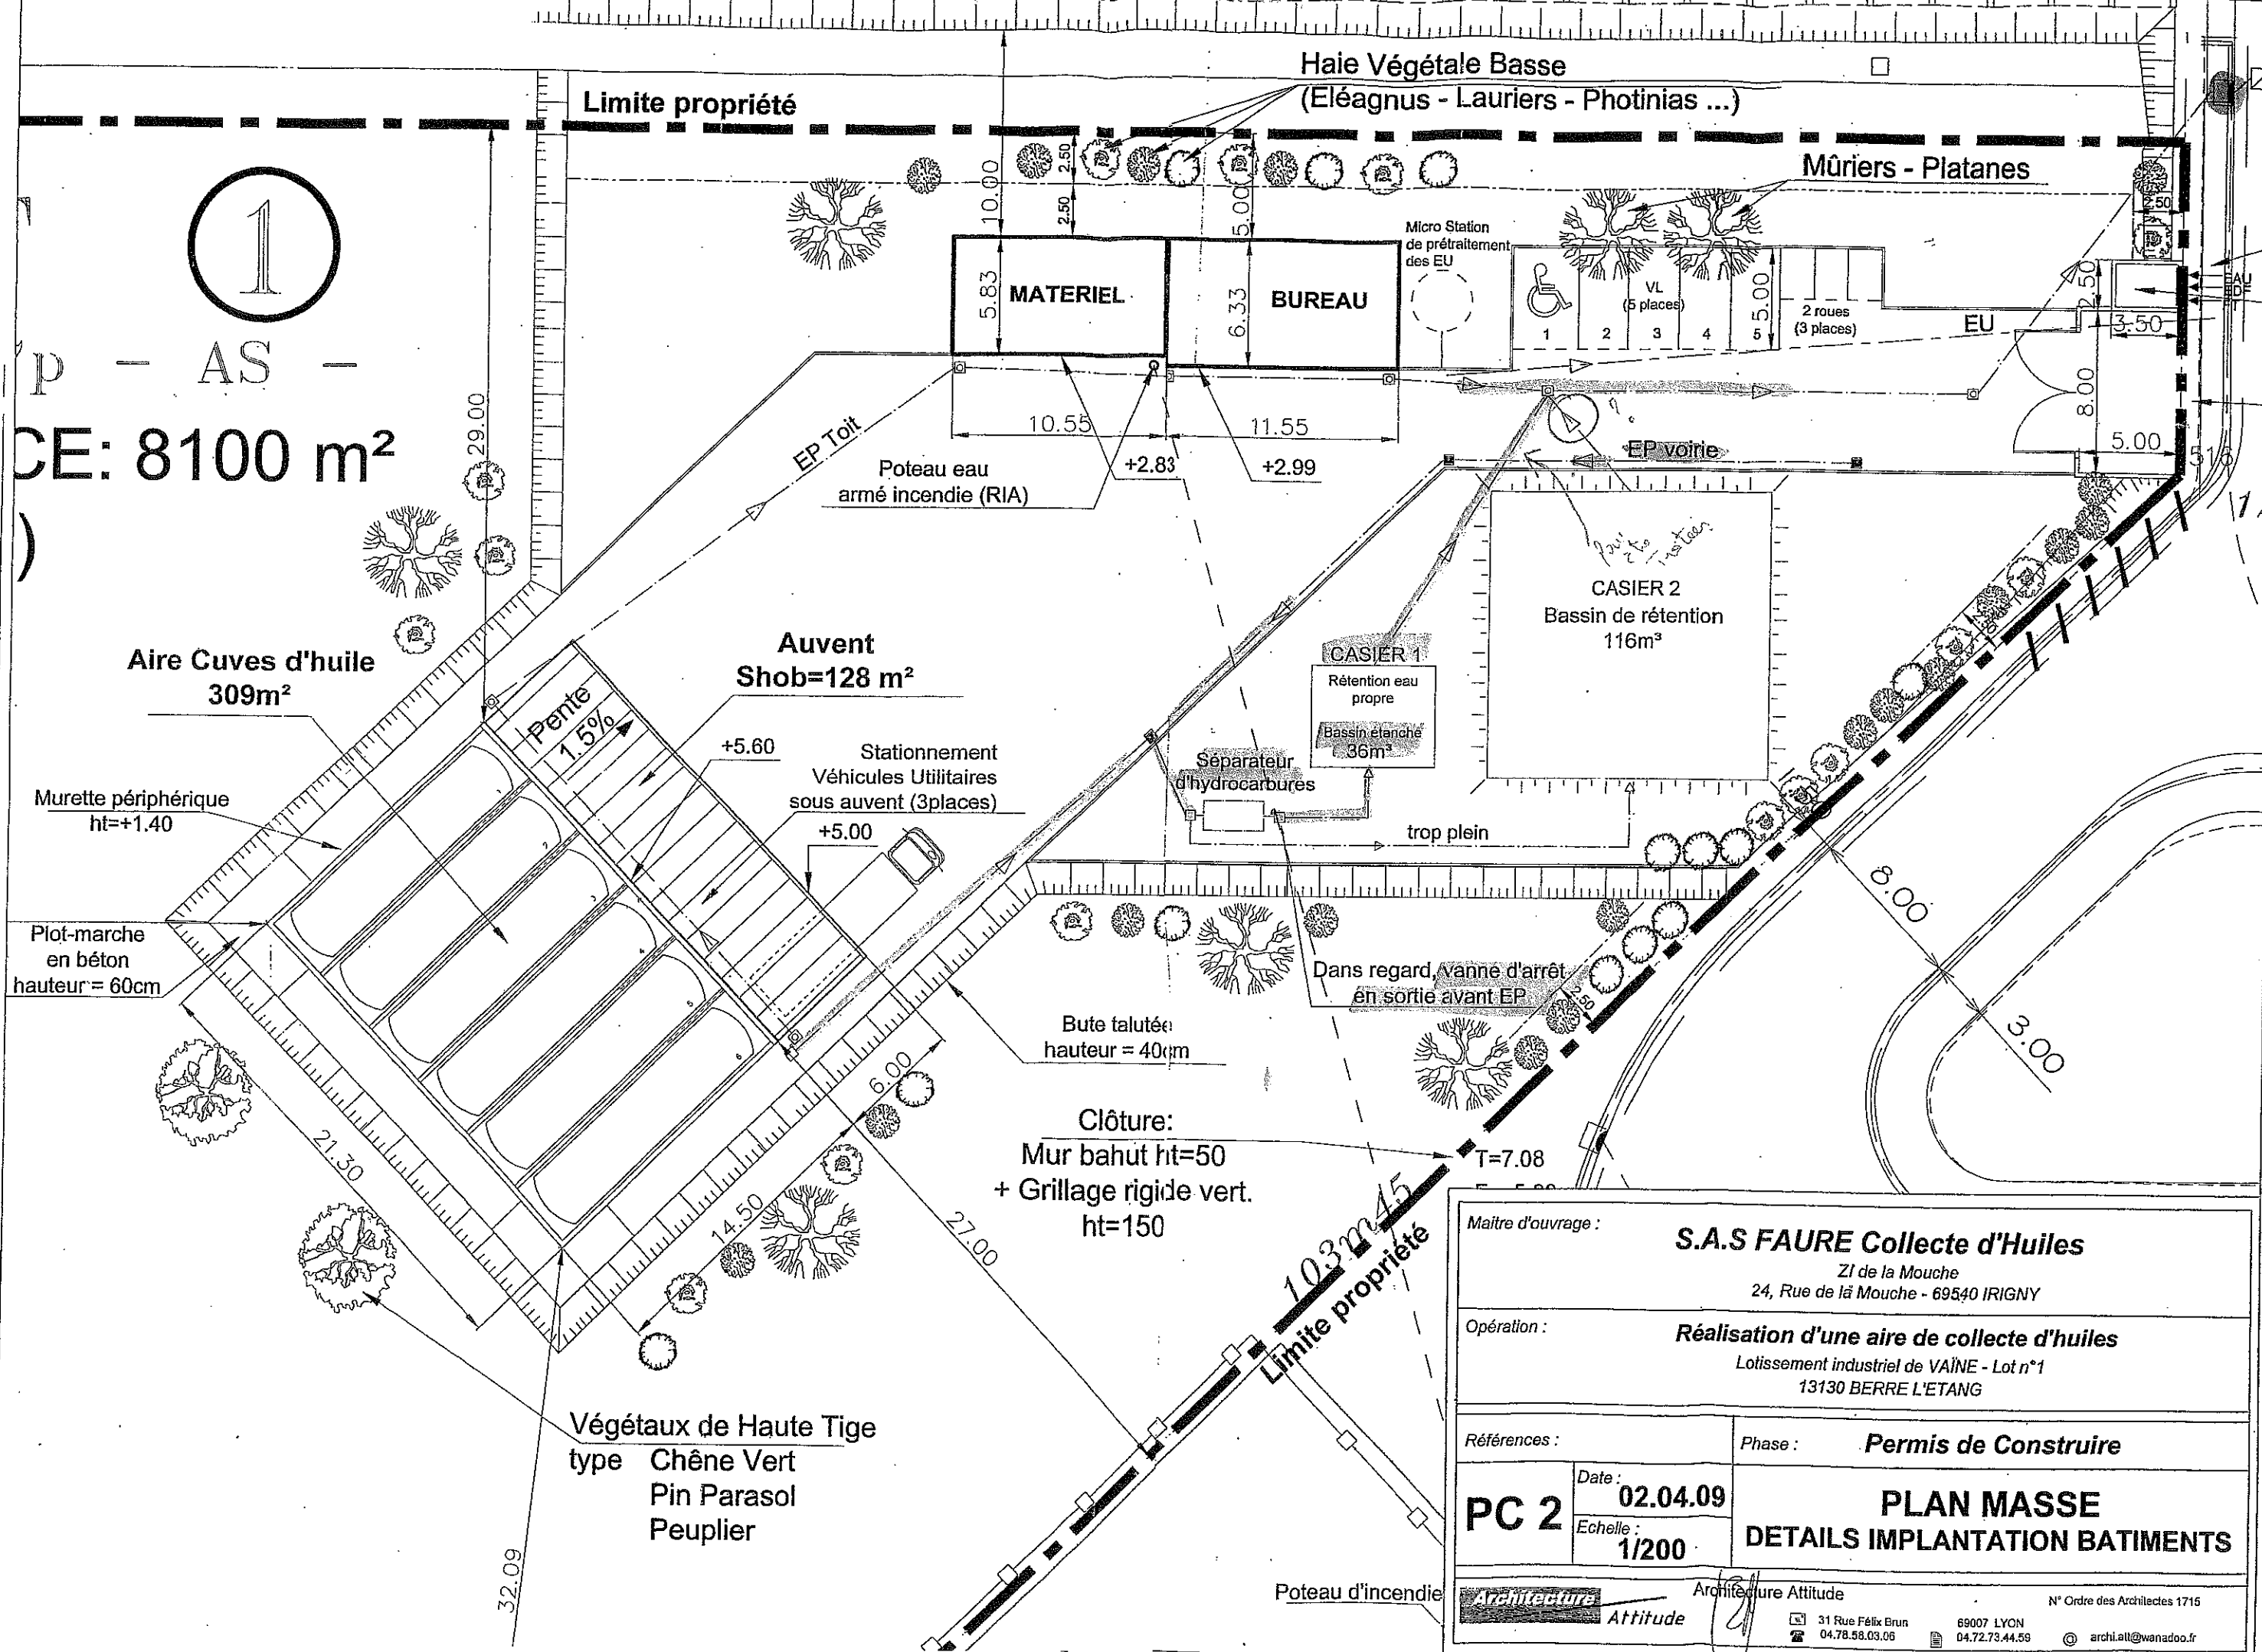 Haie Végétale Basse
(Eléagnus - Lauriers - Photinias ...)
Limite propriété
Mûriers - Platanes
1
p - AS -
CE: 8100 m²
)
10.00
2.50
2.50
5.00
2.50
Micro Station
de prétraitement
des EU
MATERIEL
5.83
BUREAU
6.33
VL
(5 places)
5.00
1 2 3 4 5
2 roues
(3 places)
EU
2.50
3.50
8.00
5.00
29.00
10.55
11.55
EP Toit
+2.83
+2.99
Poteau eau
armé incendie (RIA)
EP voirie
CASIER 2
Bassin de rétention
116m³
CASIER 1
Rétention eau
propre
Bassin étanche
36m³
Séparateur
d'hydrocarbures
trop plein
Aire Cuves d'huile
309m²
Auvent
Shob=128 m²
Pente
1.5%
+5.60
Stationnement
Véhicules Utilitaires
sous auvent (3places)
+5.00
Murette périphérique
ht=+1.40
Plot-marche
en béton
hauteur = 60cm
Dans regard, vanne d'arrêt
en sortie avant EP
2.50
Bute talutée
hauteur = 40cm
8.00
3.00
6.00
21.30
14.50
27.00
32.09
Clôture:
Mur bahut ht=50
+ Grillage rigide vert.
ht=150
T=7.08
103m45
Limite propriété
Végétaux de Haute Tige
type Chêne Vert
Pin Parasol
Peuplier
Poteau d'incendie
Maitre d'ouvrage :
S.A.S FAURE Collecte d'Huiles
ZI de la Mouche
24, Rue de la Mouche - 69540 IRIGNY
Opération :
Réalisation d'une aire de collecte d'huiles
Lotissement industriel de VAÏNE - Lot n°1
13130 BERRE L'ETANG
Références :
Phase : Permis de Construire
PC 2
Date : 02.04.09
Echelle : 1/200
PLAN MASSE
DETAILS IMPLANTATION BATIMENTS
Architecture
Attitude
Architecture Attitude
N° Ordre des Architectes 1715
31 Rue Félix Brun 69007 LYON
04.78.58.03.06 04.72.73.44.59 archi.att@wanadoo.fr